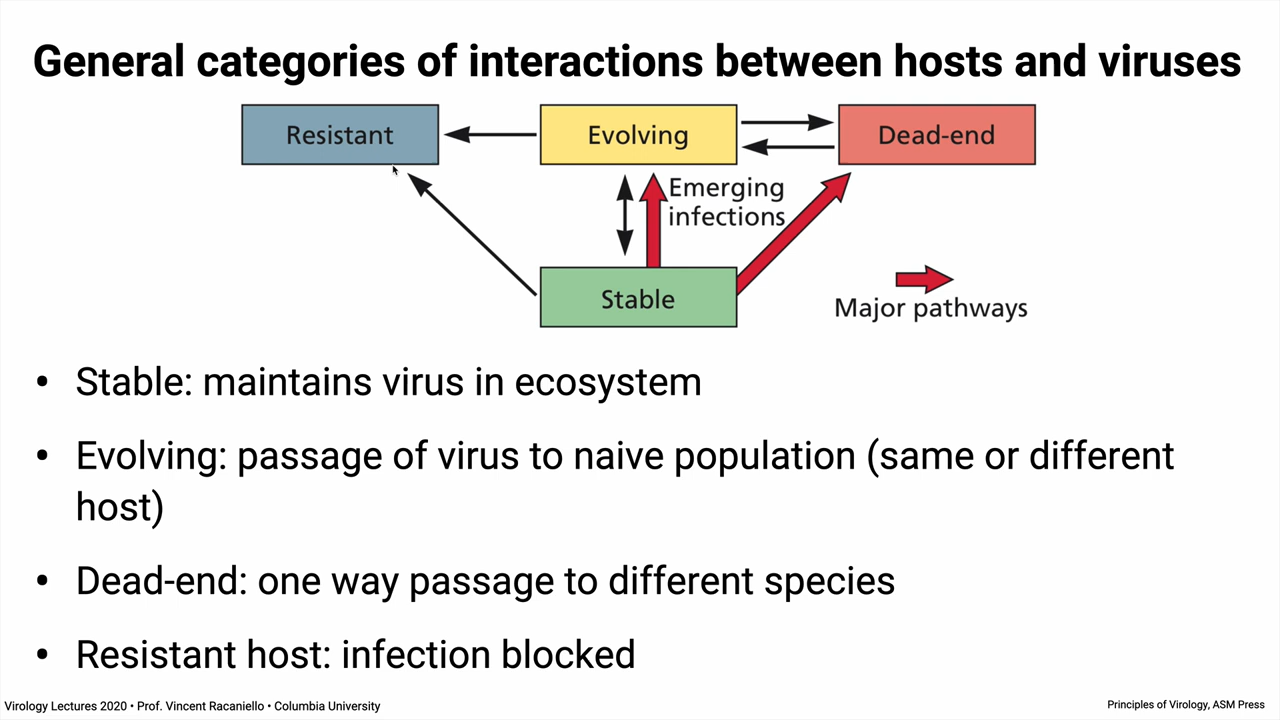 General categories of interactions between hosts and viruses
Resistant
Evolving
Dead-end
Emerging
infections
Stable
Major pathways
• Stable: maintains virus in ecosystem
• Evolving: passage of virus to naive population (same or different
host)
• Dead-end: one way passage to different species
• Resistant host: infection blocked
Virology Lectures 2020 • Prof. Vincent Racaniello • Columbia University
Principles of Virology, ASM Press